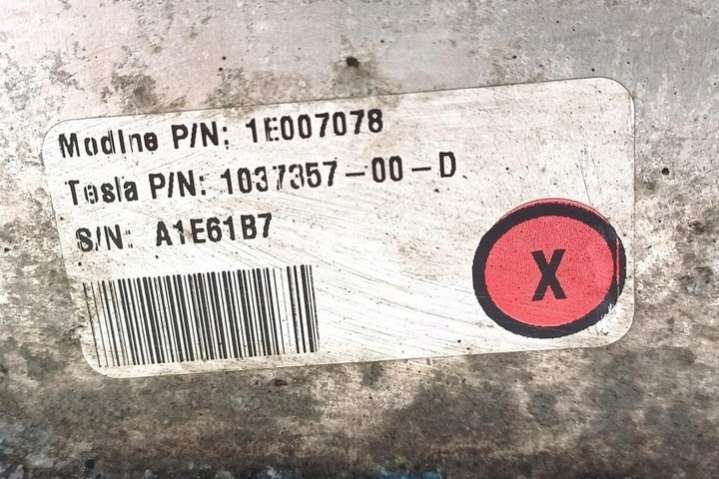 Modine P/N: 1E007078
Tesla P/N: 1037357-00-D
S/N: A1E61B7
X